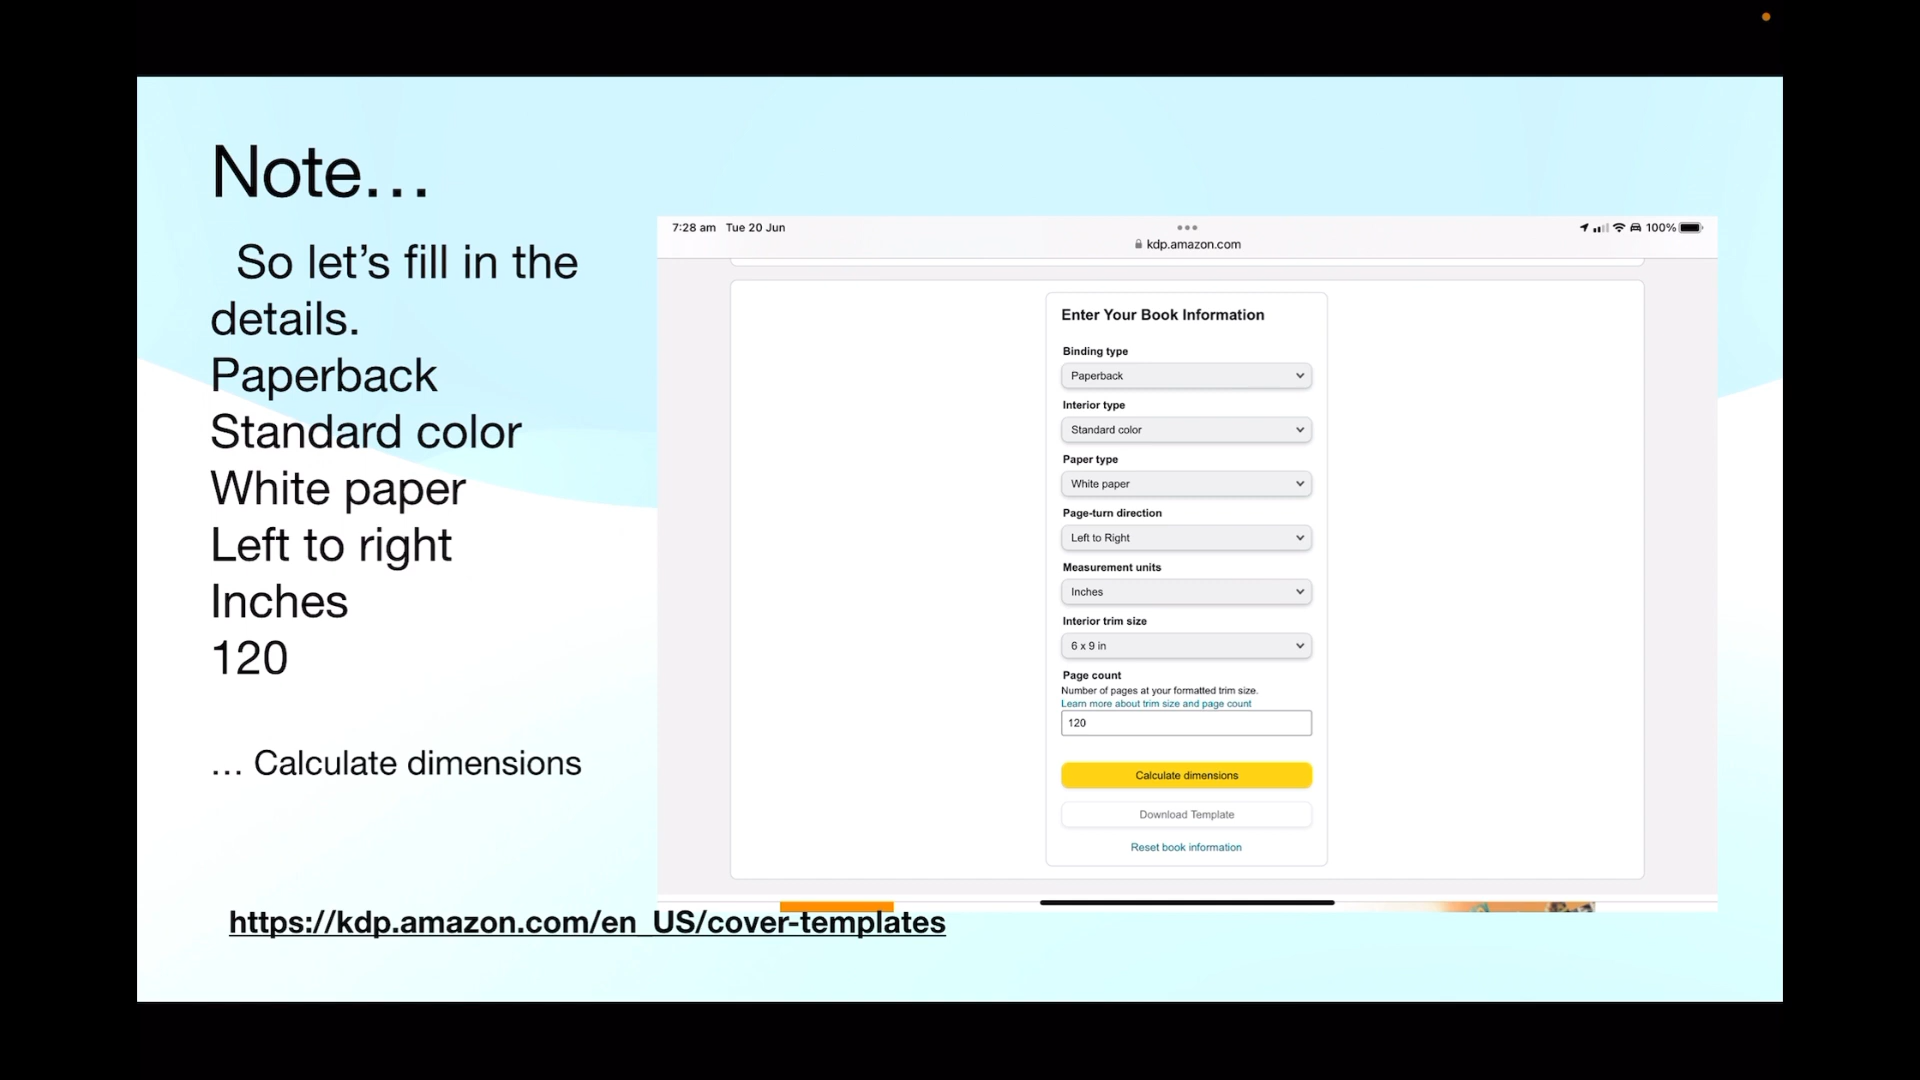 Note…
So let’s fill in the
details.
Paperback
Standard color
White paper
Left to right
Inches
120
… Calculate dimensions
7:28 am Tue 20 Jun
100%
kdp.amazon.com
Enter Your Book Information
Binding type
Paperback
Interior type
Standard color
Paper type
White paper
Page-turn direction
Left to Right
Measurement units
Inches
Interior trim size
6 x 9 in
Page count
Number of pages at your formatted trim size.
Learn more about trim size and page count
120
Calculate dimensions
Download Template
Reset book information
https://kdp.amazon.com/en_US/cover-templates